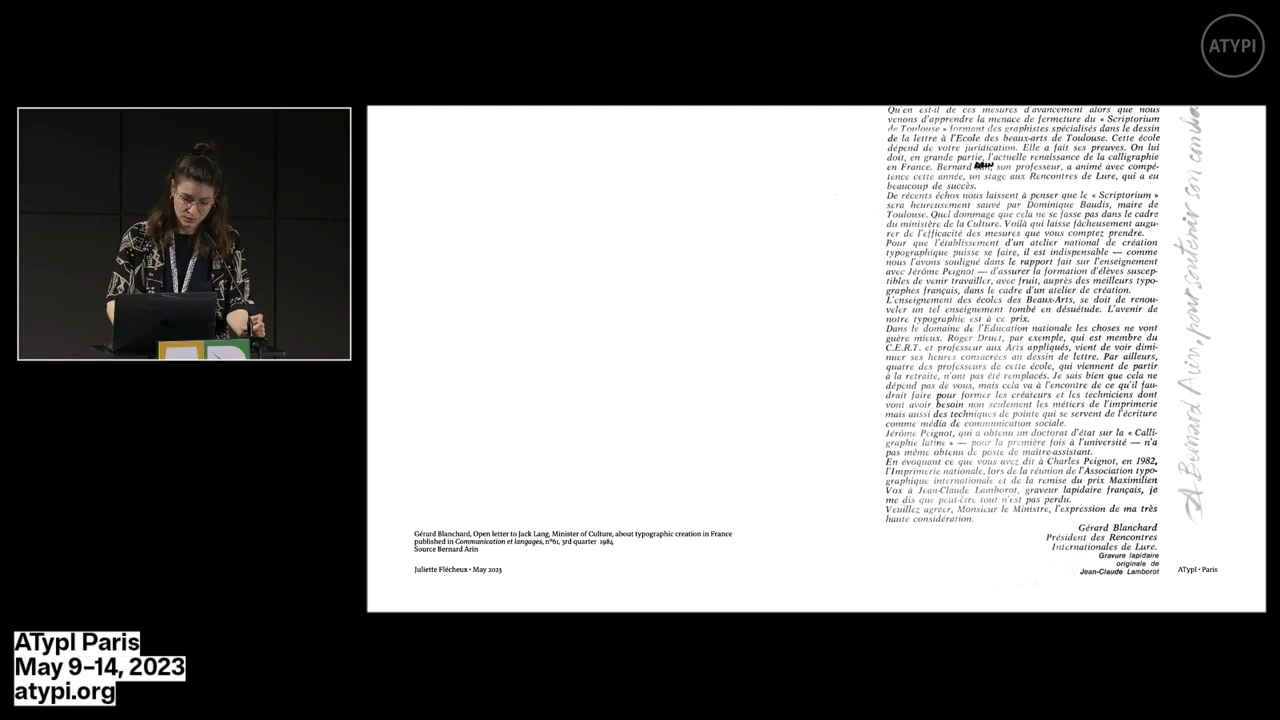 ATYPI
Qu'en est-il de ces mesures d'avancement alors que nous
venons d'apprendre la menace de fermeture du « Scriptorium
de Toulouse » formant des graphistes spécialisés dans le dessin
de la lettre à l'Ecole des beaux-arts de Toulouse. Cette école
dépend de votre juridication. Elle a fait ses preuves. On lui
doit, en grande partie, l'actuelle renaissance de la calligraphie
en France. Bernard Arin, son professeur, a animé avec compé-
tence cette année, un stage aux Rencontres de Lure, qui a eu
beaucoup de succès.
De récents échos nous laissent à penser que le « Scriptorium »
sera heureusement sauvé par Dominique Baudis, maire de
Toulouse. Quel dommage que cela ne se fasse pas dans le cadre
du ministère de la Culture. Voilà qui laisse fâcheusement augu-
rer de l'efficacité des mesures que vous comptez prendre.
Pour que l'établissement d'un atelier national de création
typographique puisse se faire, il est indispensable — comme
nous l'avons souligné dans le rapport fait sur l'enseignement
avec Jérôme Peignot — d'assurer la formation d'élèves suscep-
tibles de venir travailler, avec fruit, auprès des meilleurs typo-
graphes français, dans le cadre d'un atelier de création.
L'enseignement des écoles des Beaux-Arts, se doit de renou-
veler un tel enseignement tombé en désuétude. L'avenir de
notre typographie est à ce prix.
Dans le domaine de l'Education nationale les choses ne vont
guère mieux. Roger Druet, par exemple, qui est membre du
C.E.R.T. et professeur aux Arts appliqués, vient de voir dimi-
nuer ses heures consacrées au dessin de lettre. Par ailleurs,
quatre des professeurs de cette école, qui viennent de partir
à la retraite, n'ont pas été remplacés. Je sais bien que cela ne
dépend pas de vous, mais cela va à l'encontre de ce qu'il fau-
drait faire pour former les créateurs et les techniciens dont
vont avoir besoin non seulement les métiers de l'imprimerie
mais aussi des techniques de pointe qui se servent de l'écriture
comme média de communication sociale.
Jérôme Peignot, qui a obtenu un doctorat d'état sur la « Calli-
graphie latine » — pour la première fois à l'université — n'a
pas même obtenu de poste de maître-assistant.
En évoquant ce que vous avez dit à Charles Peignot, en 1982,
l'Imprimerie nationale, lors de la réunion de l'Association typo-
graphique internationale et de la remise du prix Maximilien
Vox à Jean-Claude Lamborot, graveur lapidaire français, je
me dis que peut-être tout n'est pas perdu.
Veuillez agréer, Monsieur le Ministre, l'expression de ma très
haute considération.
Gérard Blanchard
Président des Rencontres
Internationales de Lure.
Gravure lapidaire
originale de
Jean-Claude Lamborot
A Bernard Arin, pour soutenir son comba
Gérard Blanchard, Open letter to Jack Lang, Minister of Culture, about typographic creation in France
published in Communication et langages, n°61, 3rd quarter 1984
Source Bernard Arin
Juliette Flécheux • May 2023
ATypI • Paris
ATypI Paris
May 9–14, 2023
atypi.org